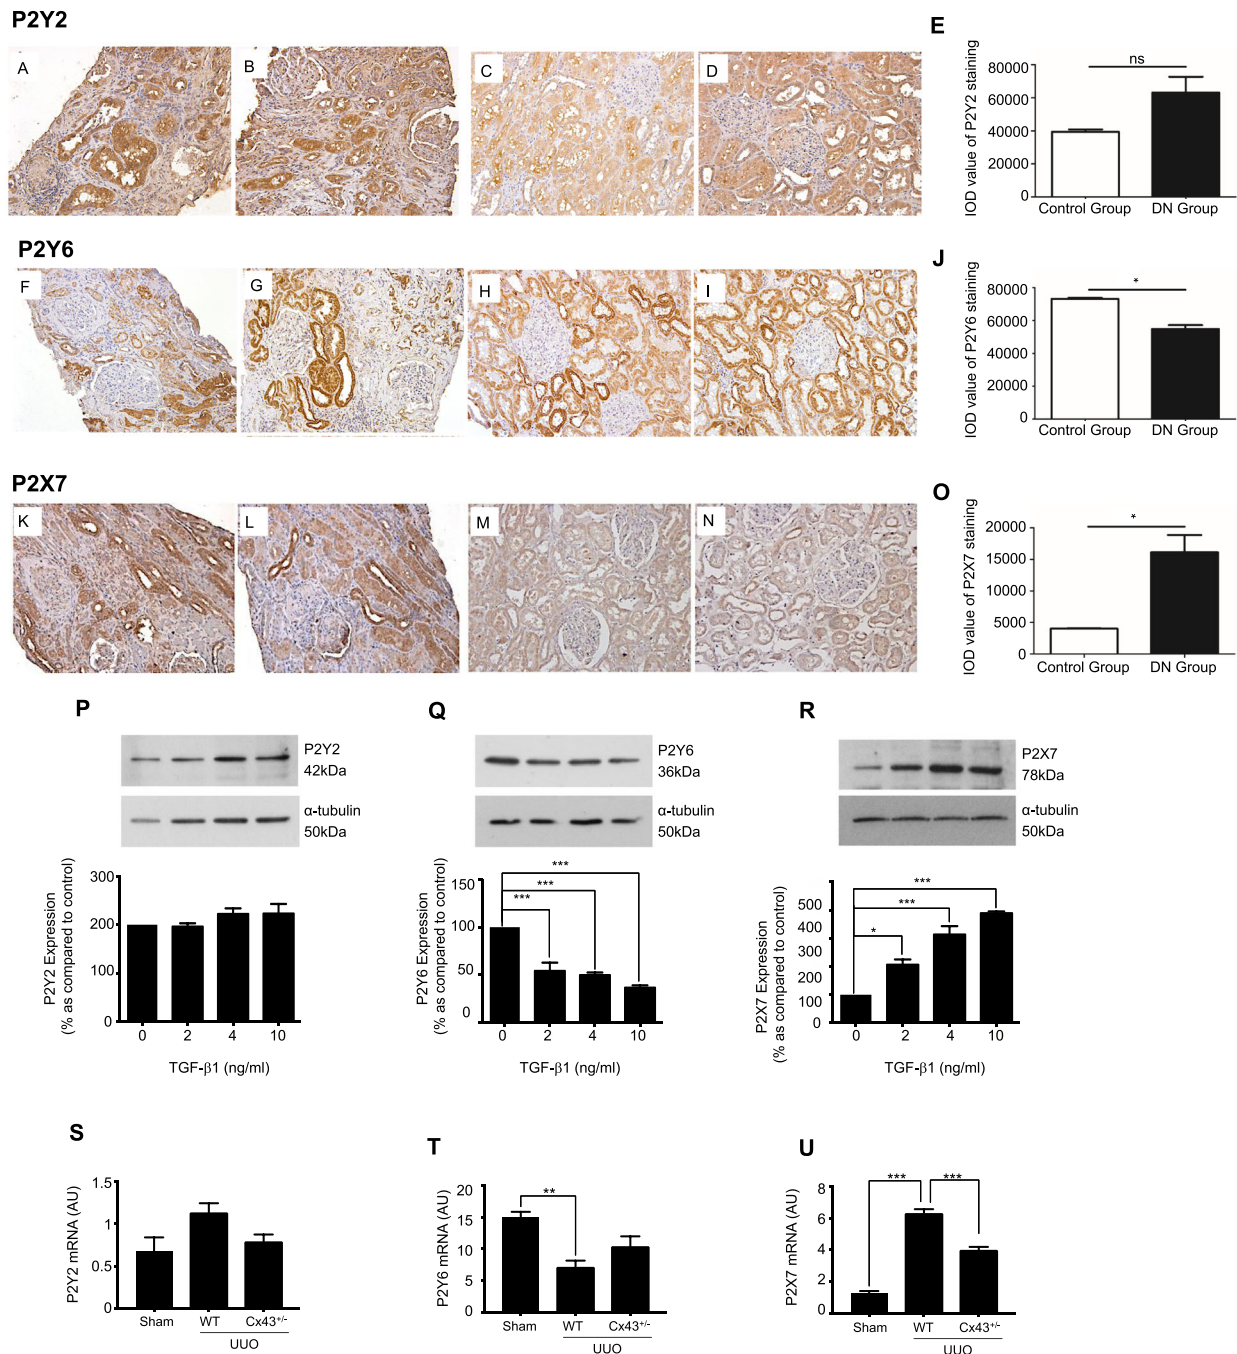 P2Y2
A
B
C
D
E
IOD value of P2Y2 staining
80000
60000
40000
20000
0
ns
Control Group
DN Group
P2Y6
F
G
H
I
J
IOD value of P2Y6 staining
80000
60000
40000
20000
0
*
Control Group
DN Group
P2X7
K
L
M
N
O
IOD value of P2X7 staining
20000
15000
10000
5000
0
*
Control Group
DN Group
P
P2Y2
42kDa
α-tubulin
50kDa
P2Y2 Expression
(% as compared to control)
300
200
200
100
0
0 2 4 10
TGF-β1 (ng/ml)
Q
P2Y6
36kDa
α-tubulin
50kDa
P2Y6 Expression
(% as compared to control)
150
100
50
0
***
***
***
0 2 4 10
TGF-β1 (ng/ml)
R
P2X7
78kDa
α-tubulin
50kDa
P2X7 Expression
(% as compared to control)
500
400
300
200
100
0
***
***
*
0 2 4 10
TGF-β1 (ng/ml)
S
P2Y2 mRNA (AU)
1.5
1
0.5
0
Sham WT Cx43+/-
UUO
T
P2Y6 mRNA (AU)
20
15
10
5
0
**
Sham WT Cx43+/-
UUO
U
P2X7 mRNA (AU)
8
6
4
2
0
*** ***
Sham WT Cx43+/-
UUO